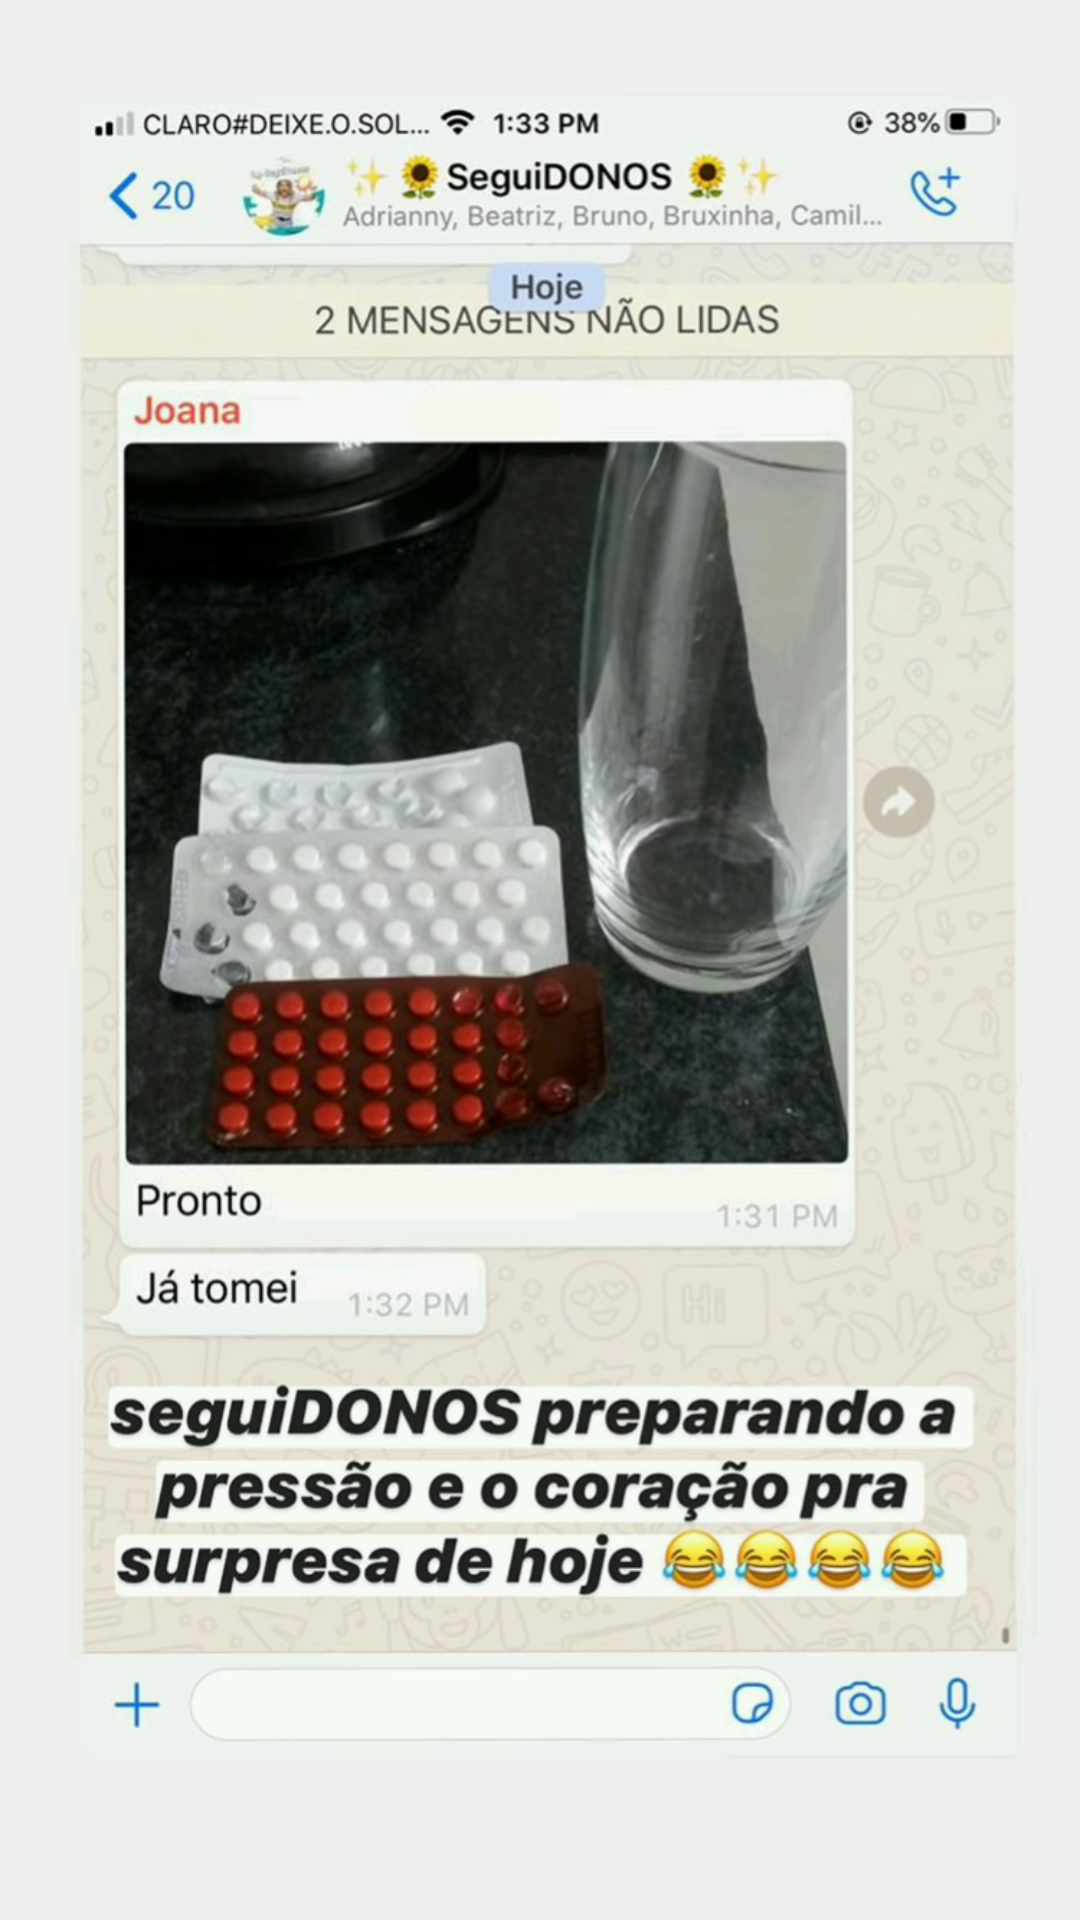 CLARO#DEIXE.O.SOL... 1:33 PM 38%
20
✨🌻SeguiDONOS🌻✨
Adrianny, Beatriz, Bruno, Bruxinha, Camil...
Hoje
2 MENSAGENS NÃO LIDAS
Joana
Pronto
1:31 PM
Já tomei
1:32 PM
seguiDONOS preparando a
pressão e o coração pra
surpresa de hoje 😂😂😂😂